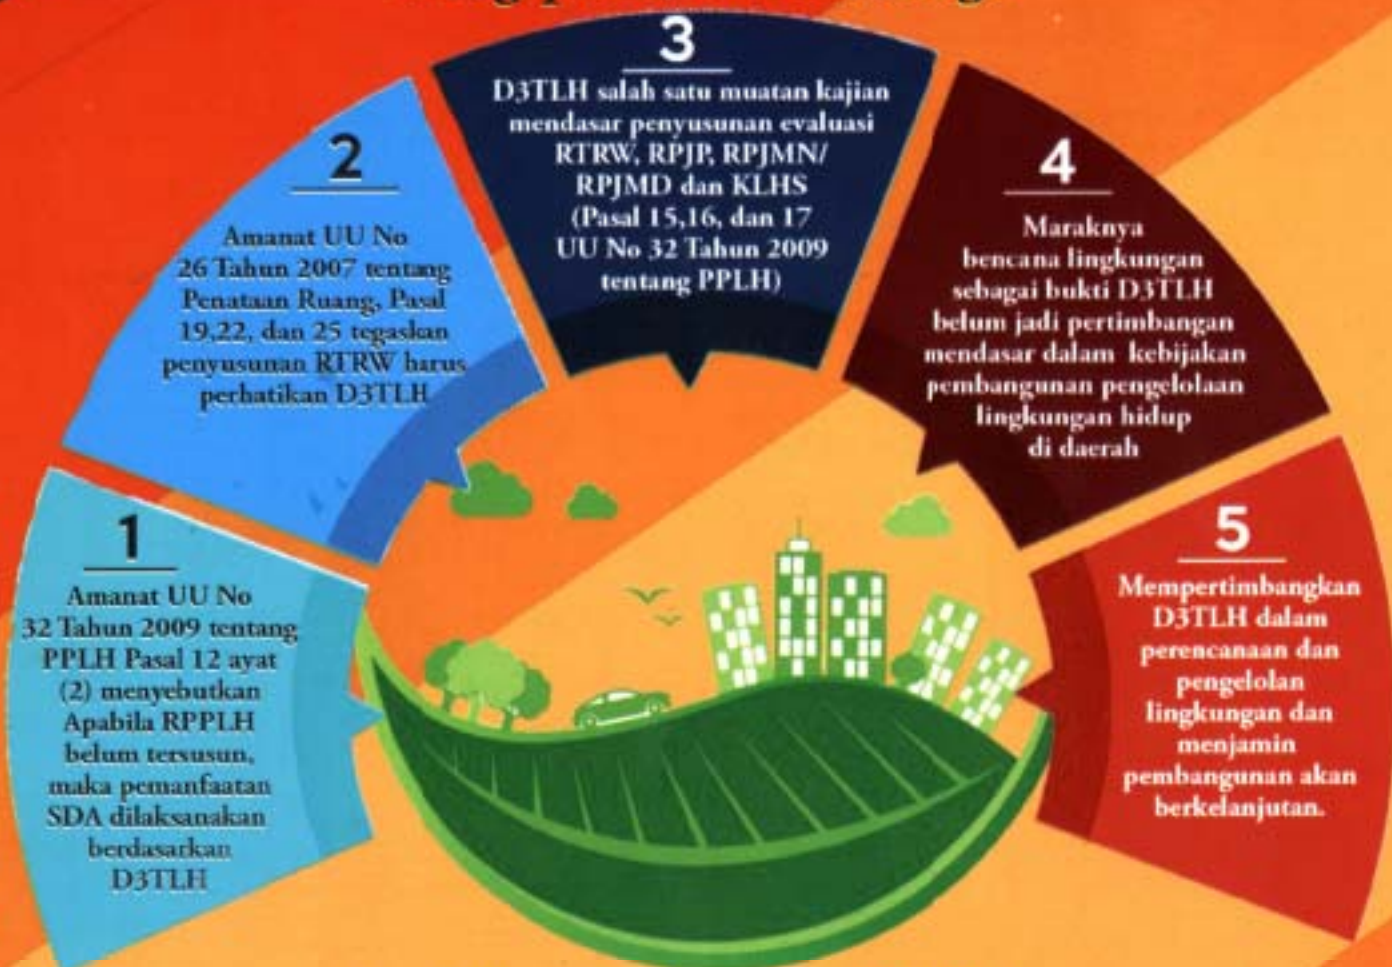 1
Amanat UU No
32 Tahun 2009 tentang
PPLH Pasal 12 ayat
(2) menyebutkan
Apabila RPPLH
belum tersusun,
maka pemanfaatan
SDA dilaksanakan
berdasarkan
D3TLH
2
Amanat UU No
26 Tahun 2007 tentang
Penataan Ruang, Pasal
19,22, dan 25 tegaskan
penyusunan RTRW harus
perhatikan D3TLH
3
D3TLH salah satu muatan kajian
mendasar penyusunan evaluasi
RTRW, RPJP, RPJMN/
RPJMD dan KLHS
(Pasal 15,16, dan 17
UU No 32 Tahun 2009
tentang PPLH)
4
Maraknya
bencana lingkungan
sebagai bukti D3TLH
belum jadi pertimbangan
mendasar dalam kebijakan
pembangunan pengelolaan
lingkungan hidup
di daerah
5
Mempertimbangkan
D3TLH dalam
perencanaan dan
pengelolan
lingkungan dan
menjamin
pembangunan akan
berkelanjutan.